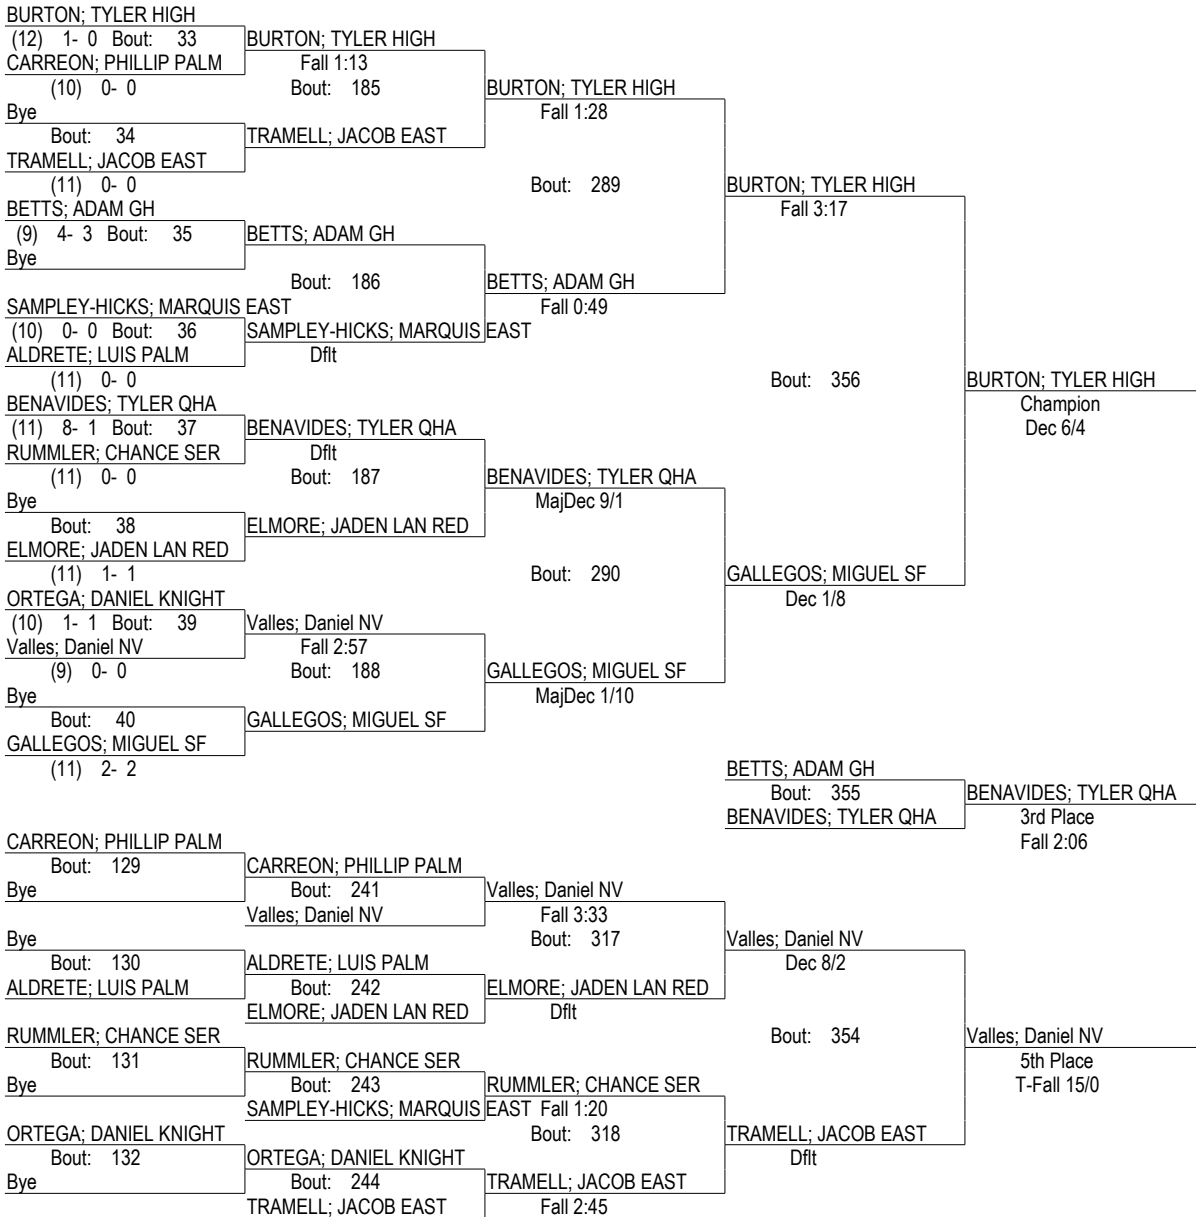 BURTON; TYLER HIGH
(12) 1- 0 Bout: 33 BURTON; TYLER HIGH
CARREON; PHILLIP PALM Fall 1:13
(10) 0- 0 Bout: 185 BURTON; TYLER HIGH
Bye Fall 1:28
Bout: 34 TRAMELL; JACOB EAST
TRAMELL; JACOB EAST
(11) 0- 0 Bout: 289 BURTON; TYLER HIGH
BETTS; ADAM GH Fall 3:17
(9) 4- 3 Bout: 35 BETTS; ADAM GH
Bye
Bout: 186 BETTS; ADAM GH
SAMPLEY-HICKS; MARQUIS EAST Fall 0:49
(10) 0- 0 Bout: 36 SAMPLEY-HICKS; MARQUIS EAST
ALDRETE; LUIS PALM Dflt
(11) 0- 0 Bout: 356 BURTON; TYLER HIGH
BENAVIDES; TYLER QHA Champion
(11) 8- 1 Bout: 37 BENAVIDES; TYLER QHA Dec 6/4
RUMMLER; CHANCE SER Dflt
(11) 0- 0 Bout: 187 BENAVIDES; TYLER QHA
Bye MajDec 9/1
Bout: 38 ELMORE; JADEN LAN RED
ELMORE; JADEN LAN RED
(11) 1- 1 Bout: 290 GALLEGOS; MIGUEL SF
ORTEGA; DANIEL KNIGHT Dec 1/8
(10) 1- 1 Bout: 39 Valles; Daniel NV
Valles; Daniel NV Fall 2:57
(9) 0- 0 Bout: 188 GALLEGOS; MIGUEL SF
Bye MajDec 1/10
Bout: 40 GALLEGOS; MIGUEL SF
GALLEGOS; MIGUEL SF
(11) 2- 2 BETTS; ADAM GH
Bout: 355 BENAVIDES; TYLER QHA
BENAVIDES; TYLER QHA 3rd Place
CARREON; PHILLIP PALM Fall 2:06
Bout: 129 CARREON; PHILLIP PALM
Bye Bout: 241 Valles; Daniel NV
Valles; Daniel NV Fall 3:33
Bye Bout: 317 Valles; Daniel NV
Bout: 130 ALDRETE; LUIS PALM Dec 8/2
ALDRETE; LUIS PALM Bout: 242 ELMORE; JADEN LAN RED
ELMORE; JADEN LAN RED Dflt
RUMMLER; CHANCE SER Bout: 354 Valles; Daniel NV
Bout: 131 RUMMLER; CHANCE SER 5th Place
Bye Bout: 243 RUMMLER; CHANCE SER T-Fall 15/0
SAMPLEY-HICKS; MARQUIS EAST Fall 1:20
ORTEGA; DANIEL KNIGHT Bout: 318 TRAMELL; JACOB EAST
Bout: 132 ORTEGA; DANIEL KNIGHT Dflt
Bye Bout: 244 TRAMELL; JACOB EAST
TRAMELL; JACOB EAST Fall 2:45